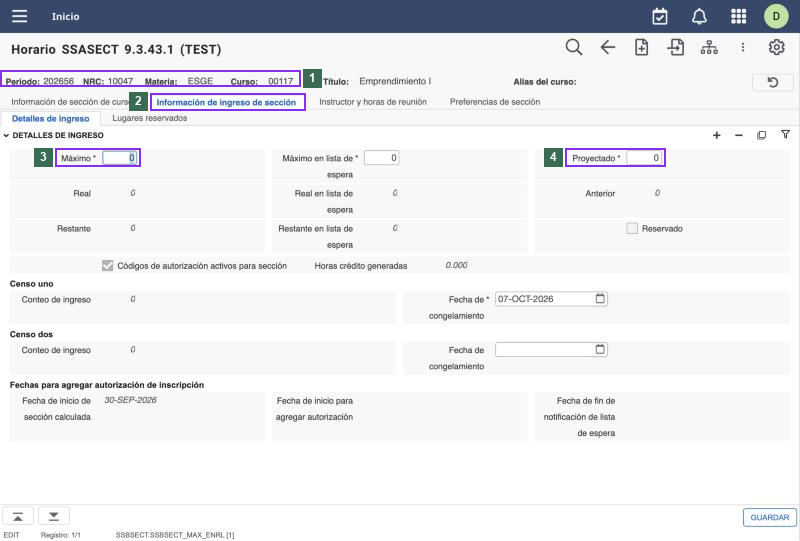 Inicio
D
Horario SSASECT 9.3.43.1 (TEST)
Periodo: 202656 NRC: 10047 Materia: ESGE Curso: 00117 1 Título: Emprendimiento I Alias del curso:
Información de sección de curs 2 Información de ingreso de sección Instructor y horas de reunión Preferencias de sección
Detalles de ingreso Lugares reservados
DETALLES DE INGRESO
3 Máximo * 0 Máximo en lista de * 0 4 Proyectado * 0
espera
Real 0 Real en lista de 0 Anterior 0
espera
Restante 0 Restante en lista de 0 Reservado
espera
Códigos de autorización activos para sección Horas crédito generadas 0.000
Censo uno
Conteo de ingreso 0 Fecha de * 07-OCT-2026
congelamiento
Censo dos
Conteo de ingreso 0 Fecha de
congelamiento
Fechas para agregar autorización de inscripción
Fecha de inicio de 30-SEP-2026 Fecha de inicio para Fecha de fin de
sección calculada agregar autorización notificación de lista
de espera
GUARDAR
EDIT Registro: 1/1 SSBSECT.SSBSECT_MAX_ENRL [1]